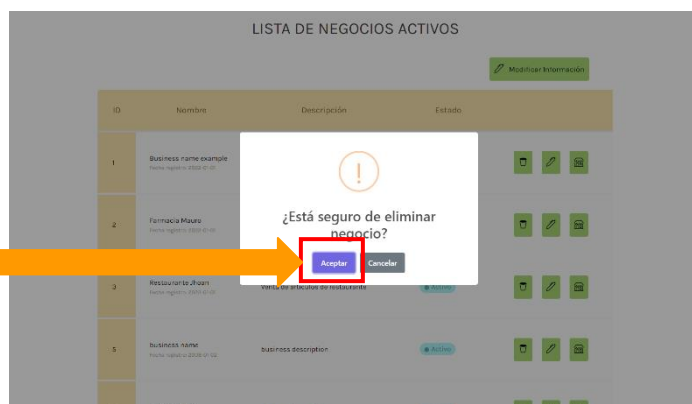 LISTA DE NEGOCIOS ACTIVOS
Modificar Información
ID Nombre Descripción Estado
1 Business name example
¿Está seguro de eliminar
negocio?
2 Farmacia Mauro
Aceptar Cancelar
3 Restaurante Jhoan Venta de artículos de restaurante Activo
5 business name business description Activo